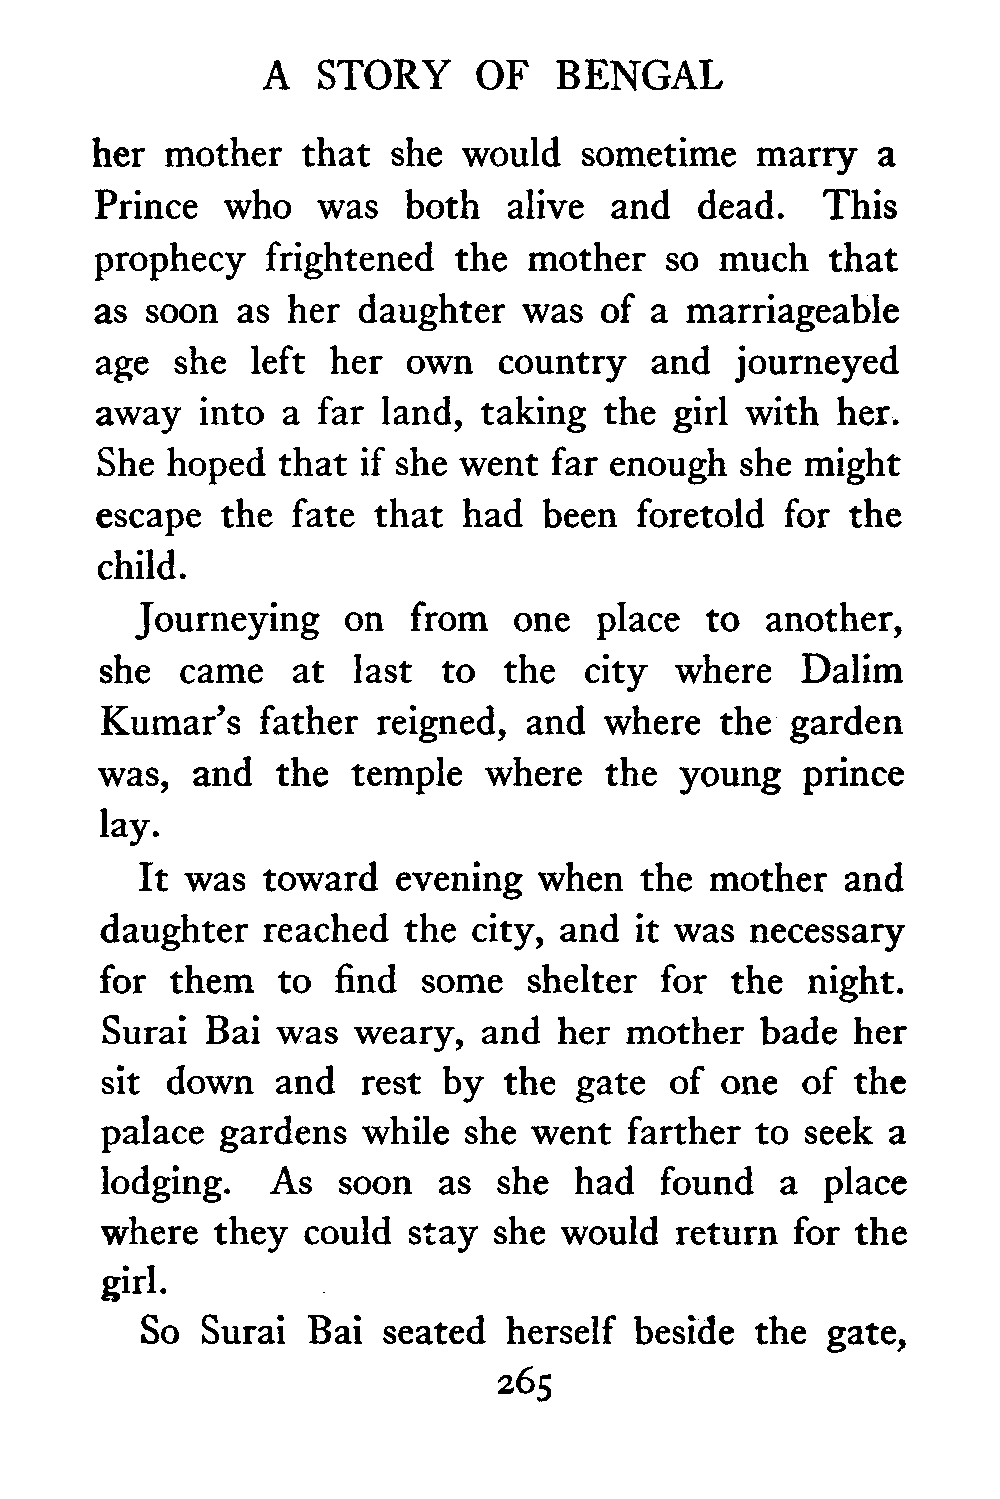 A STORY OF BENGAL
her mother that she would sometime marry a
Prince who was both alive and dead. This
prophecy frightened the mother so much that
as soon as her daughter was of a marriageable
age she left her own country and journeyed
away into a far land, taking the girl with her.
She hoped that if she went far enough she might
escape the fate that had been foretold for the
child.
Journeying on from one place to another,
she came at last to the city where Dalim
Kumar's father reigned, and where the garden
was, and the temple where the young prince
lay.
It was toward evening when the mother and
daughter reached the city, and it was necessary
for them to find some shelter for the night.
Surai Bai was weary, and her mother bade her
sit down and rest by the gate of one of the
palace gardens while she went farther to seek a
lodging. As soon as she had found a place
where they could stay she would return for the
girl.
So Surai Bai seated herself beside the gate,
265